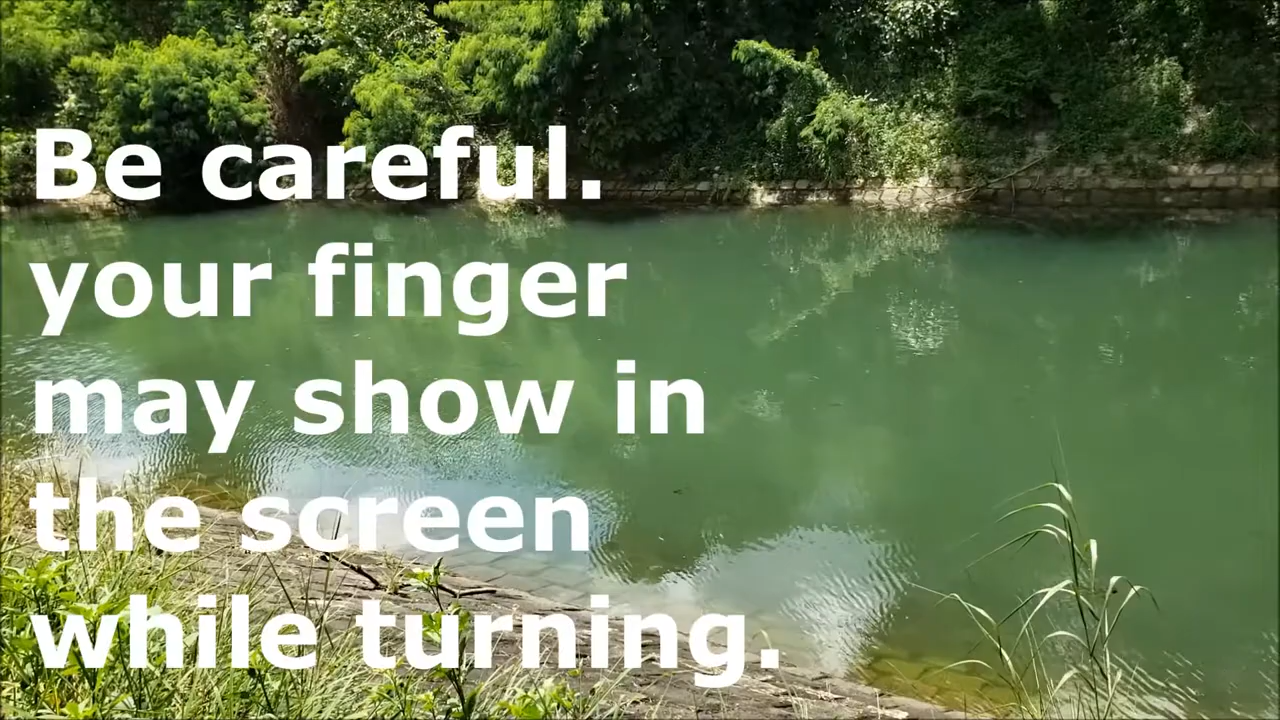 Be careful.
your finger
may show in
the screen
while turning.